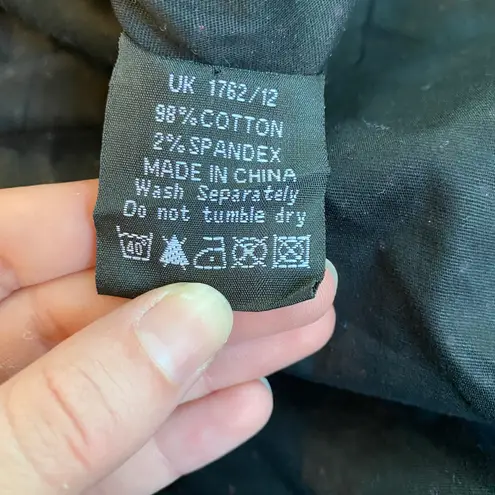 UK 1762/12
98%COTTON
2%SPANDEX
MADE IN CHINA
Wash Separately
Do not tumble dry
40°